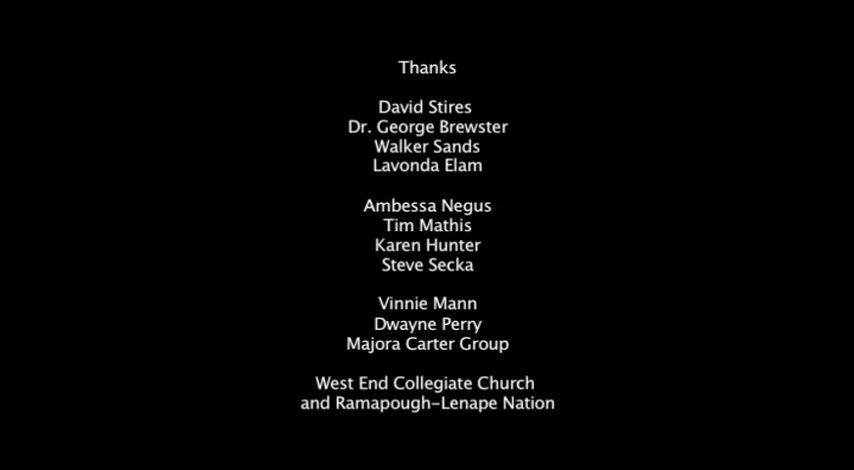 Thanks
David Stires
Dr. George Brewster
Walker Sands
Lavonda Elam
Ambessa Negus
Tim Mathis
Karen Hunter
Steve Secka
Vinnie Mann
Dwayne Perry
Majora Carter Group
West End Collegiate Church
and Ramapough-Lenape Nation